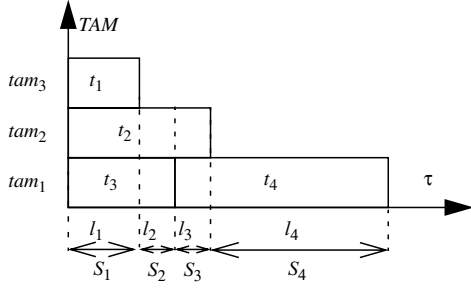 TAM
tam3 t1
tam2 t2
tam1 t3 t4 τ
l1 l2 l3 l4
S1 S2 S3 S4